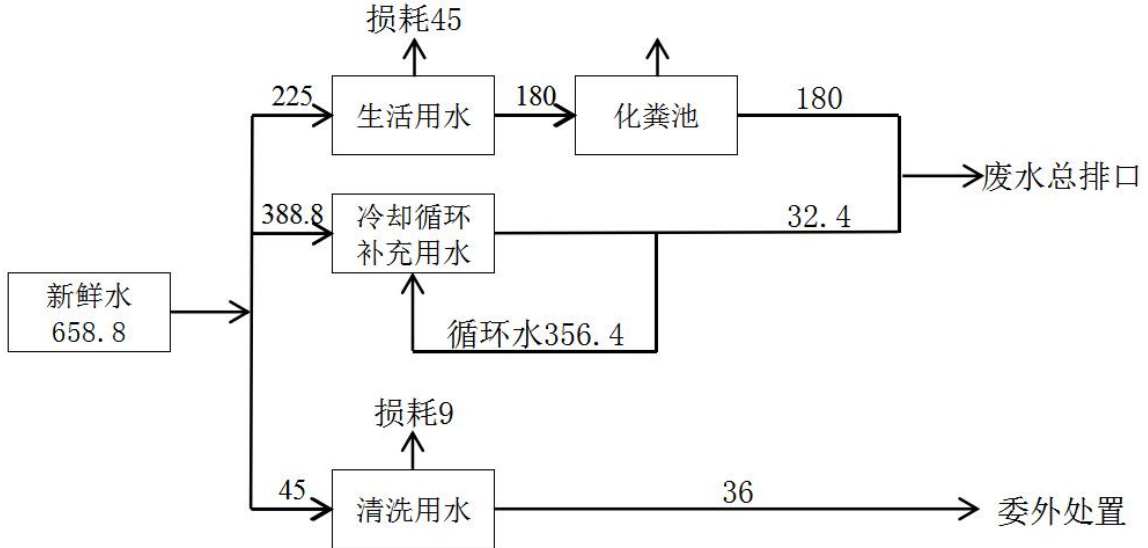 损耗45
225
生活用水
180
化粪池
180
废水总排口
388.8
冷却循环
补充用水
32.4
新鲜水
658.8
循环水356.4
损耗9
45
清洗用水
36
委外处置